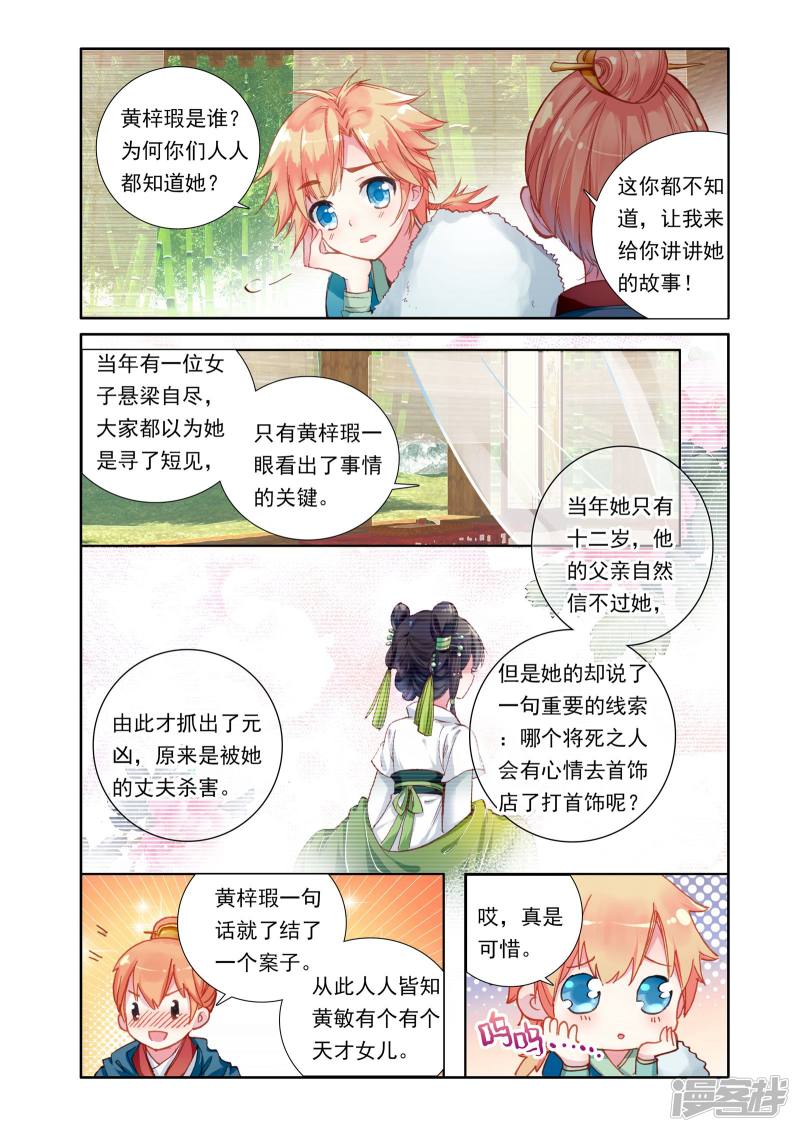 黄梓瑕是谁？
为何你们人人
都知道她？
这你都不知
道，让我来
给你讲讲她
的故事！
当年有一位女
子悬梁自尽，
大家都以为她
是寻了短见，
只有黄梓瑕一
眼看出了事情
的关键。
当年她只有
十二岁，他
的父亲自然
信不过她，
但是她的却说了
一句重要的线索
：哪个将死之人
会有心情去首饰
店了打首饰呢？
由此才抓出了元
凶，原来是被她
的丈夫杀害。
黄梓瑕一句
话就了结了
一个案子。
从此人人皆知
黄敏有个有个
天才女儿。
哎，真是
可惜。
呜呜……
漫客栈